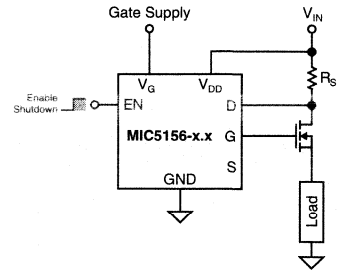 Gate Supply
VIN
Enable
Shutdown
VG
VDD
RS
EN
D
MIC5156-x.x
G
S
GND
Load